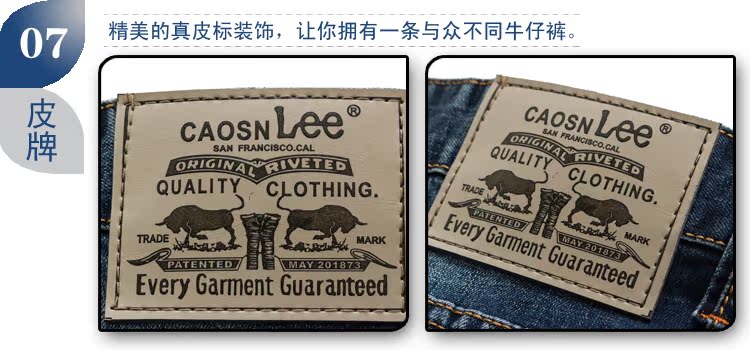 07
精美的真皮标装饰，让你拥有一条与众不同牛仔裤。
皮牌
CAOSN Lee®
SAN FRANCISCO.CAL
ORIGINAL RIVETED
QUALITY CLOTHING.
TRADE MARK
PATENTED MAY 201873
Every Garment Guaranteed
CAOSN Lee®
SAN FRANCISCO.CAL
ORIGINAL RIVETED
QUALITY CLOTHING.
TRADE MARK
PATENTED MAY 201873
Every Garment Guaranteed